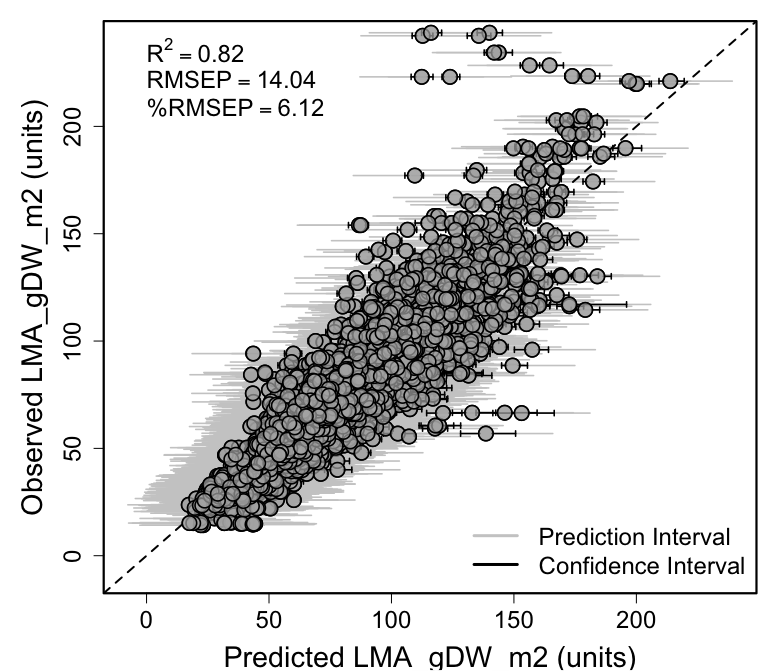 R² = 0.82
RMSEP = 14.04
%RMSEP = 6.12
Observed LMA_gDW_m2 (units)
200
150
100
50
0
Prediction Interval
Confidence Interval
0 50 100 150 200
Predicted LMA_gDW_m2 (units)